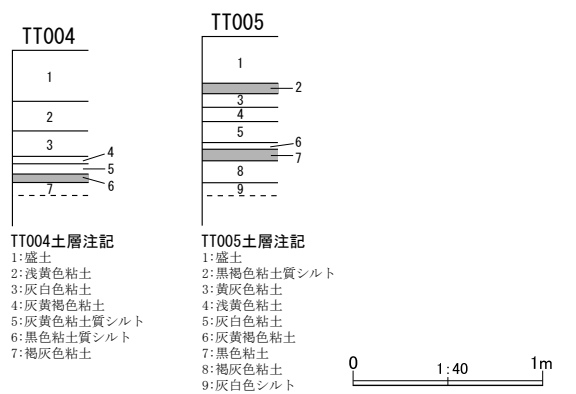 TT004
1
2
3
4
5
6
7
TT005
1
2
3
4
5
6
7
8
9
TT004土層注記
1:盛土
2:浅黄色粘土
3:灰白色粘土
4:灰黄褐色粘土
5:灰黄色粘土質シルト
6:黒色粘土質シルト
7:褐灰色粘土
TT005土層注記
1:盛土
2:黒褐色粘土質シルト
3:黄灰色粘土
4:浅黄色粘土
5:灰白色粘土
6:灰黄褐色粘土
7:黒色粘土
8:褐灰色粘土
9:灰白色シルト
0 1:40 1m